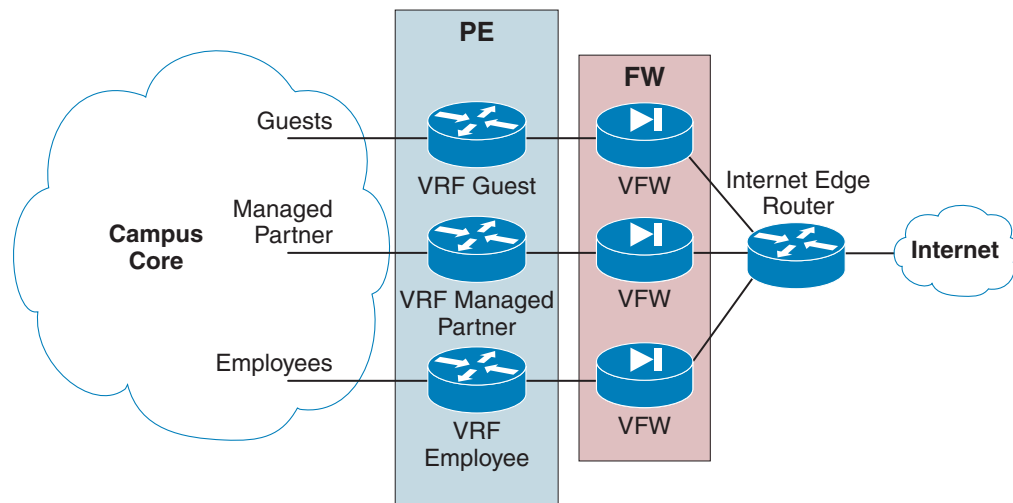 PE
FW
Guests
VRF Guest
VFW
Internet Edge
Router
Managed
Partner
Campus
Core
VRF Managed
Partner
VFW
Internet
Employees
VRF
Employee
VFW